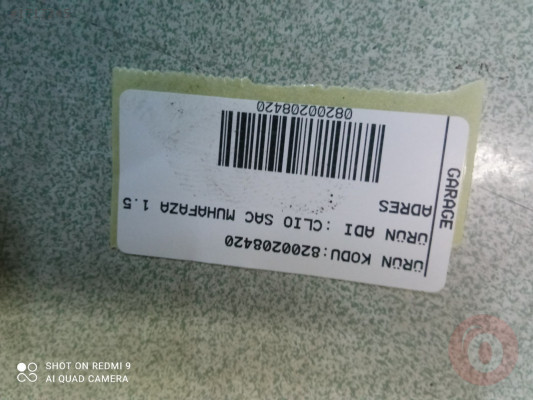 GARAGE
ÜRÜN KODU:8200208420
ÜRÜN ADI :CLIO SAC MUHAFAZA 1.5
ADRES
08200208420
SHOT ON REDMI 9
AI QUAD CAMERA